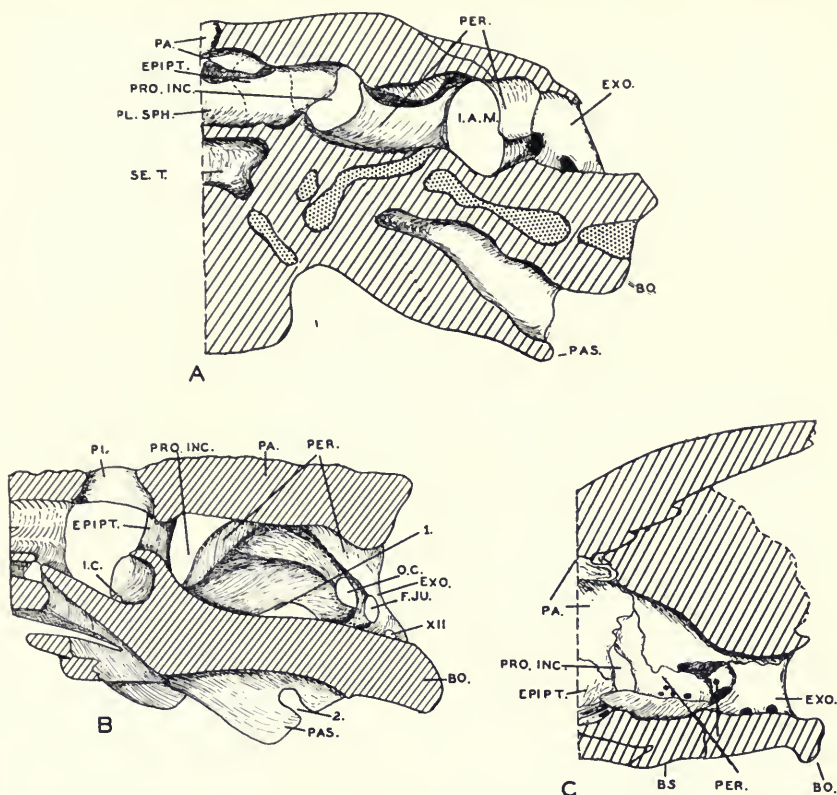 PA.
EPIPT.
PRO. INC.
PL. SPH.
SE. T.
PER.
I.A.M.
EXO.
BO.
PAS.
A
PI.
PRO. INC.
PA.
PER.
EPIPT.
I.C.
1.
O.C.
EXO.
F.JU.
XII
BO.
2.
PAS.
B
PA.
PRO. INC.
EPIPT.
EXO.
BS
PER.
BO.
C